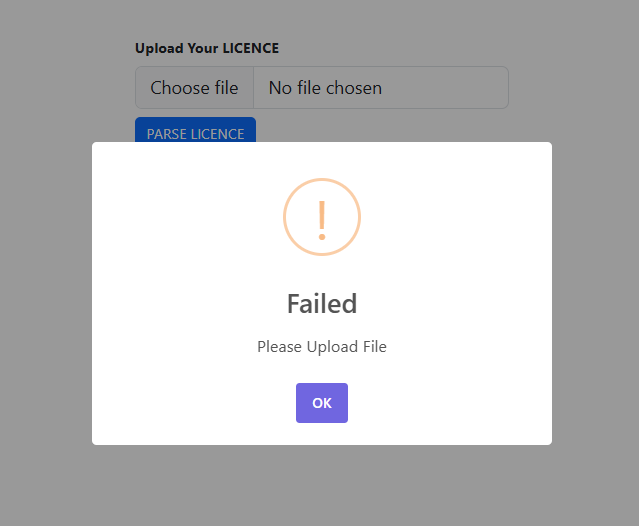 Upload Your LICENCE
Choose file No file chosen
PARSE LICENCE
!
Failed
Please Upload File
OK